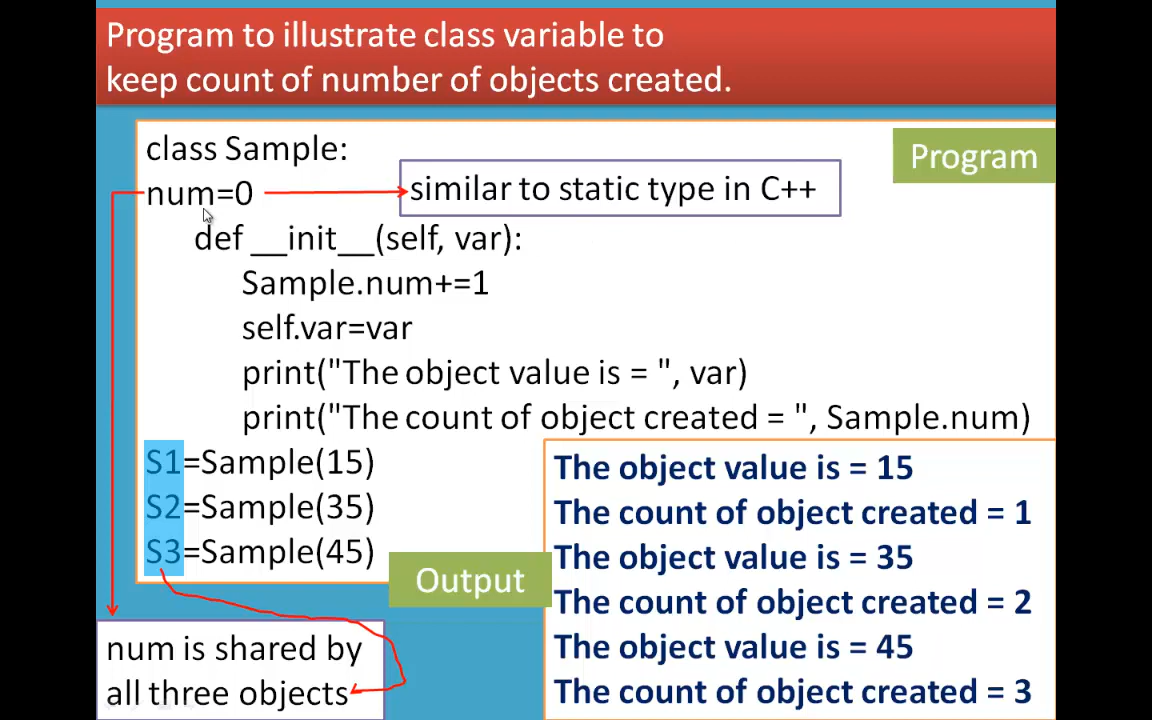 Program to illustrate class variable to
keep count of number of objects created.
Program
class Sample:
num=0
similar to static type in C++
def __init__(self, var):
Sample.num+=1
self.var=var
print("The object value is = ", var)
print("The count of object created = ", Sample.num)
S1=Sample(15)
S2=Sample(35)
S3=Sample(45)
Output
The object value is = 15
The count of object created = 1
The object value is = 35
The count of object created = 2
The object value is = 45
The count of object created = 3
num is shared by
all three objects